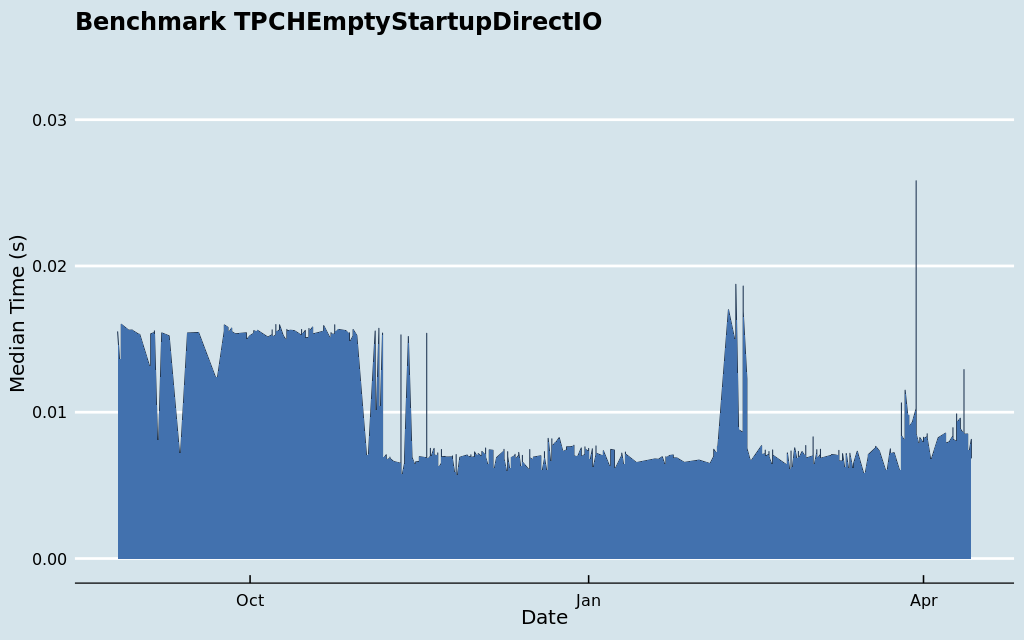 Benchmark TPCHEmptyStartupDirectIO
Median Time (s)
0.03
0.02
0.01
0.00
Oct
Jan
Apr
Date